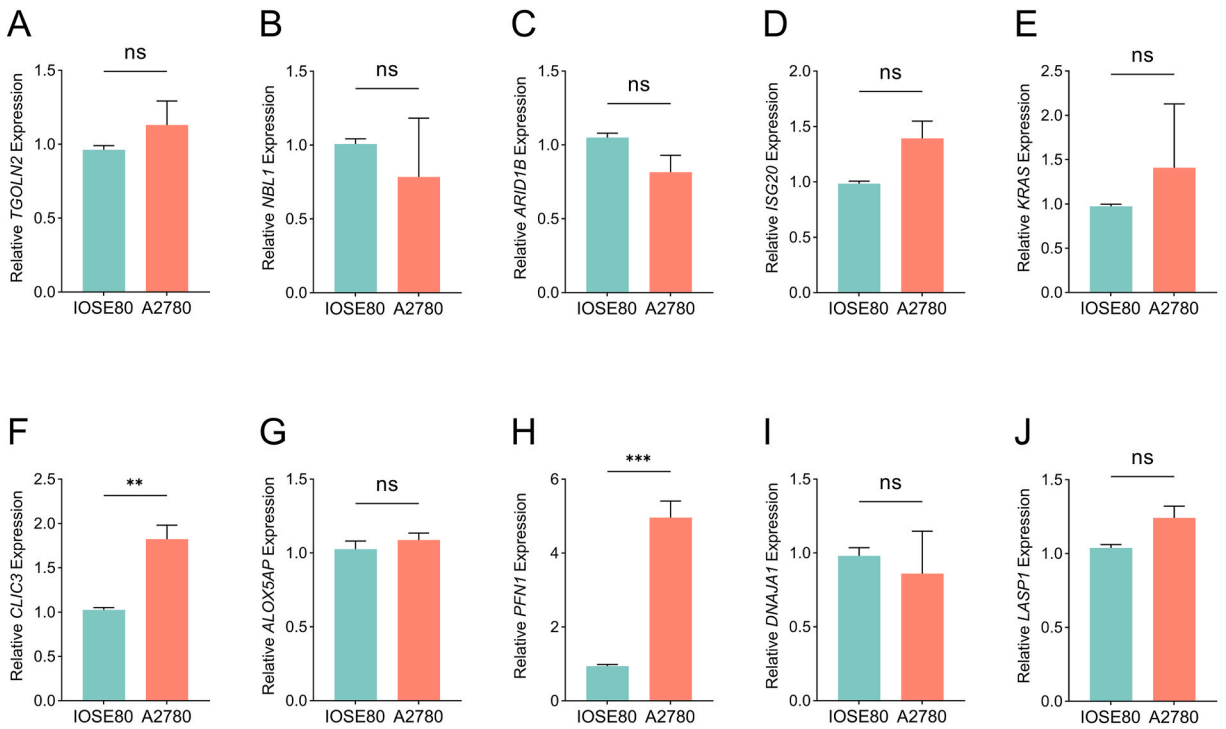 A B C D E
ns ns ns ns ns
Relative TGOLN2 Expression
1.5
1.0
0.5
0.0
IOSE80 A2780
Relative NBL1 Expression
1.5
1.0
0.5
0.0
IOSE80 A2780
Relative ARID1B Expression
1.5
1.0
0.5
0.0
IOSE80 A2780
Relative ISG20 Expression
2.0
1.5
1.0
0.5
0.0
IOSE80 A2780
Relative KRAS Expression
2.5
2.0
1.5
1.0
0.5
0.0
IOSE80 A2780
F G H I J
** ns *** ns ns
Relative CLIC3 Expression
2.5
2.0
1.5
1.0
0.5
0.0
IOSE80 A2780
Relative ALOX5AP Expression
1.5
1.0
0.5
0.0
IOSE80 A2780
Relative PFN1 Expression
6
4
2
0
IOSE80 A2780
Relative DNAJA1 Expression
1.5
1.0
0.5
0.0
IOSE80 A2780
Relative LASP1 Expression
1.5
1.0
0.5
0.0
IOSE80 A2780